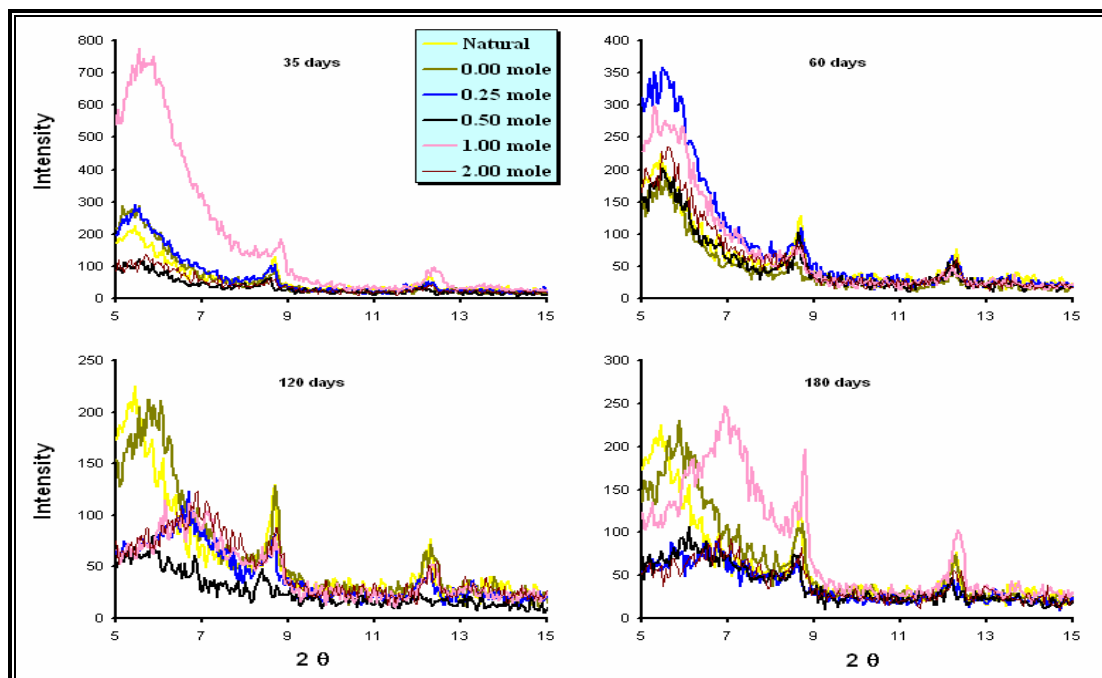 35 days
Intensity
800
700
600
500
400
300
200
100
0
5 7 9 11 13 15
Natural
0.00 mole
0.25 mole
0.50 mole
1.00 mole
2.00 mole
60 days
400
350
300
250
200
150
100
50
0
5 7 9 11 13 15
120 days
Intensity
250
200
150
100
50
0
5 7 9 11 13 15
2 θ
180 days
300
250
200
150
100
50
0
5 7 9 11 13 15
2 θ